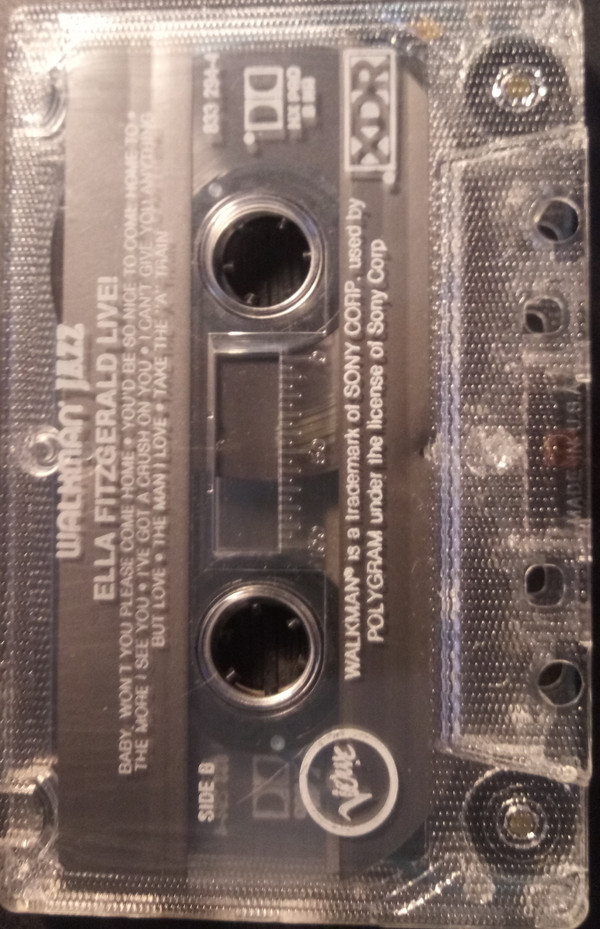 WALKMAN JAZZ
ELLA FITZGERALD LIVE!
BABY, WON'T YOU PLEASE COME HOME • YOU'D BE SO NICE TO COME HOME TO •
THE MORE I SEE YOU • I'VE GOT A CRUSH ON YOU • I CAN'T GIVE YOU ANYTHING
BUT LOVE • THE MAN I LOVE • TAKE THE "A" TRAIN
SIDE B
833 294-4
WALKMAN® is a trademark of SONY CORP. used by
POLYGRAM under the license of Sony Corp
XDR
Verve
MADE IN U.S.A.